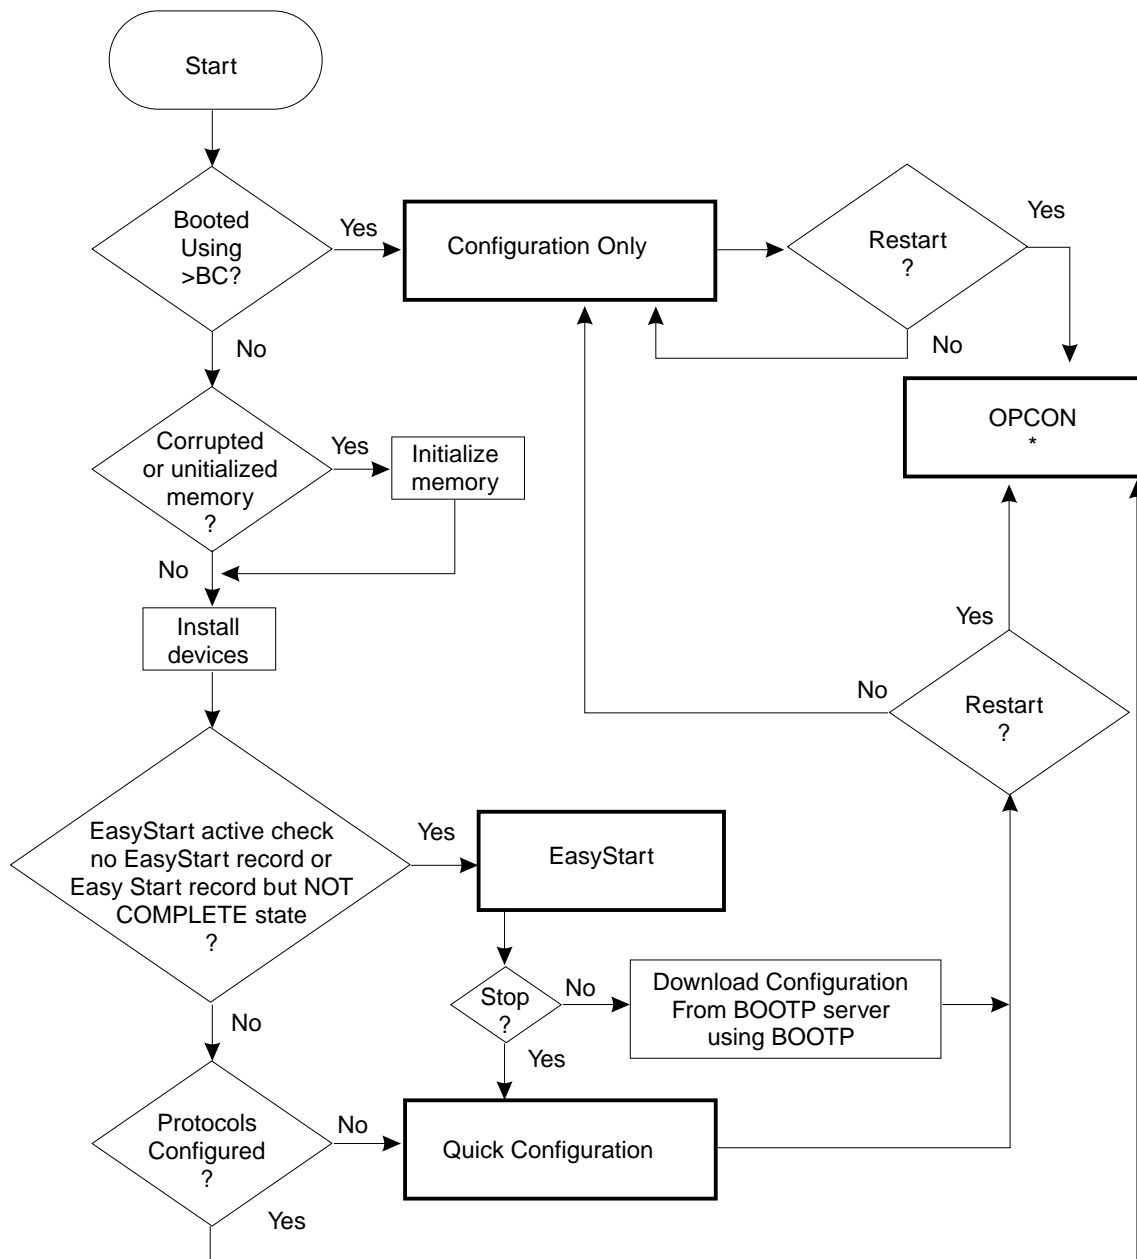 Start
Booted
Using
>BC?
Yes
Configuration Only
Restart
?
Yes
No
No
OPCON
*
Corrupted
or unitialized
memory
?
Yes
Initialize
memory
No
Install
devices
Yes
No
Restart
?
EasyStart active check
no EasyStart record or
Easy Start record but NOT
COMPLETE state
?
Yes
EasyStart
Stop
?
No
Download Configuration
From BOOTP server
using BOOTP
No
Yes
Protocols
Configured
?
No
Quick Configuration
Yes